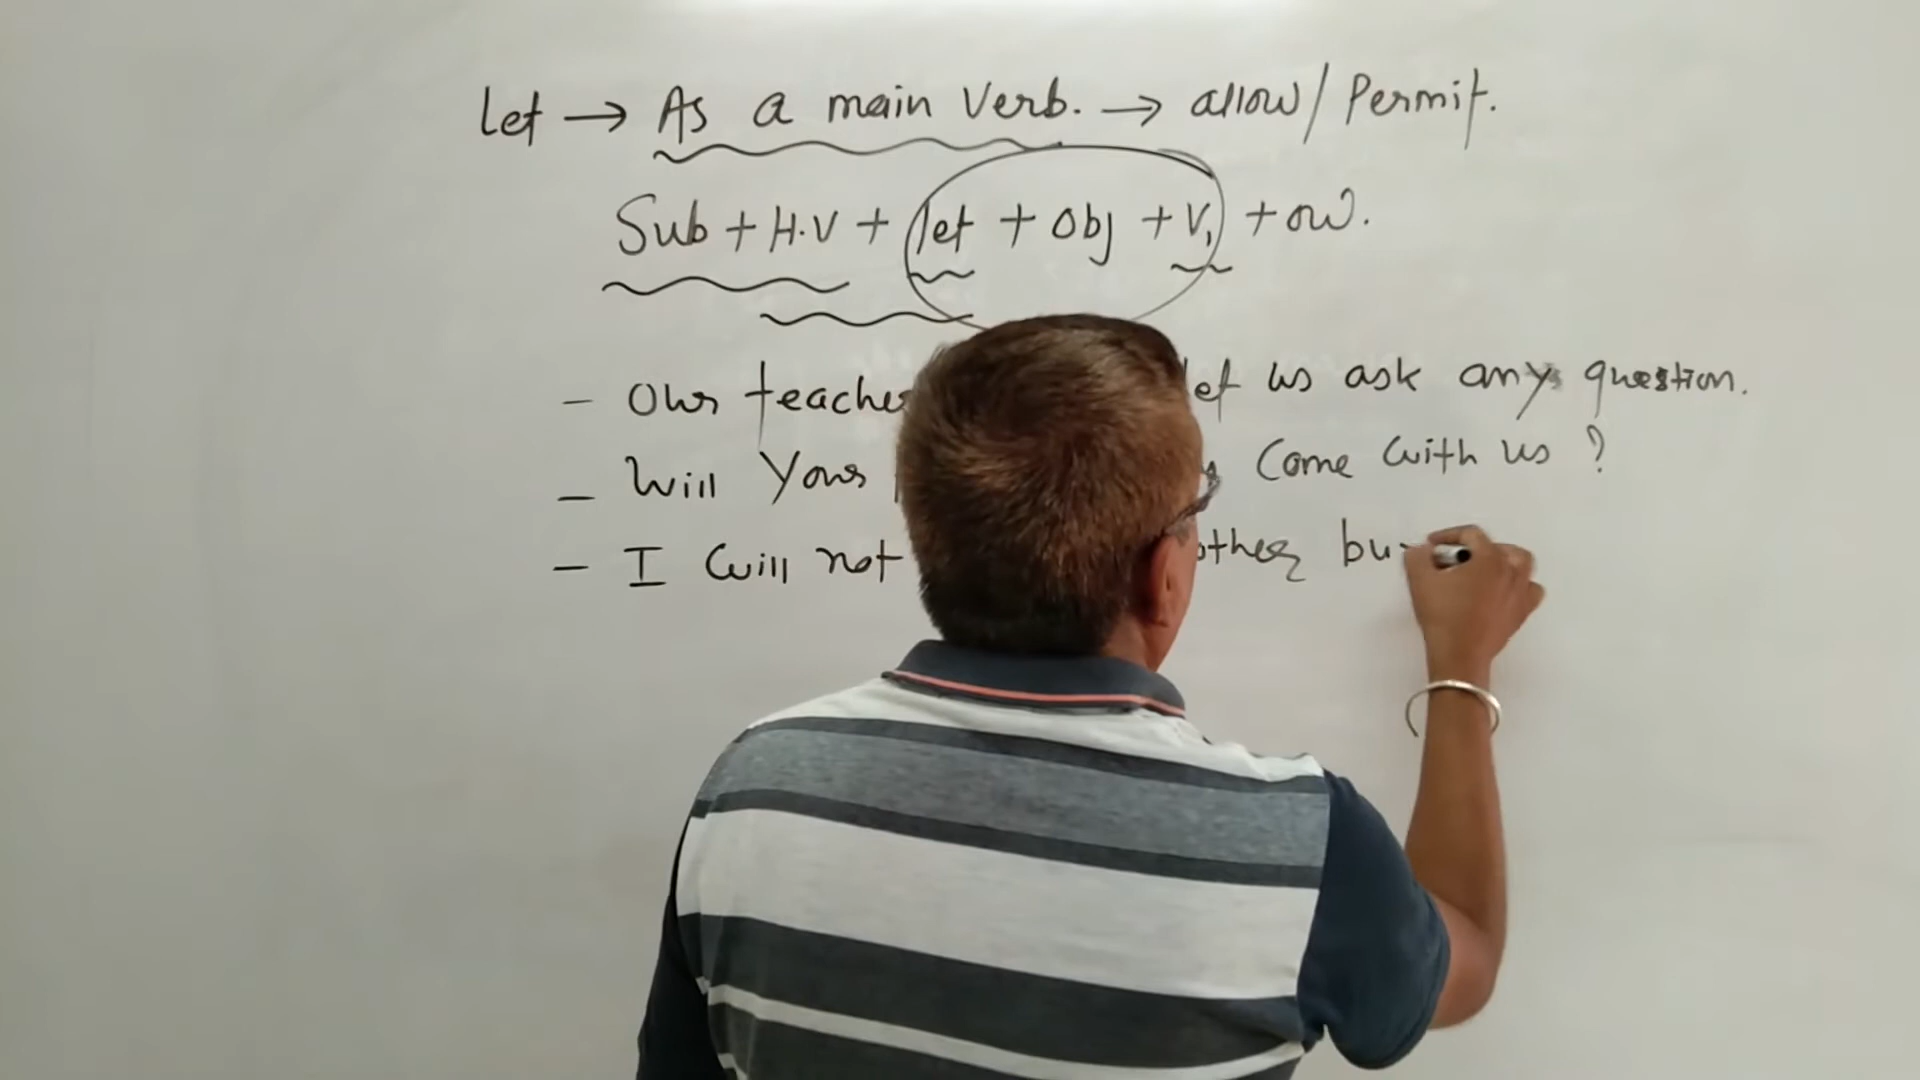 Let → As a main Verb. → allow / Permit.
Sub + H.V + let + Obj + V1 + ow.
- Our teache let us ask any question.
- Will Your Come with us ?
- I will not other bu